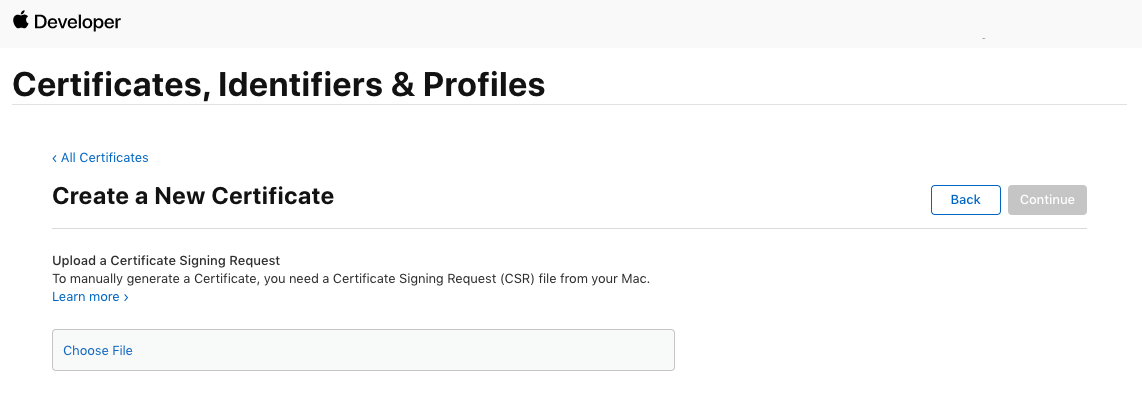 Developer
Certificates, Identifiers & Profiles
‹ All Certificates
Create a New Certificate
Back
Continue
Upload a Certificate Signing Request
To manually generate a Certificate, you need a Certificate Signing Request (CSR) file from your Mac.
Learn more ›
Choose File